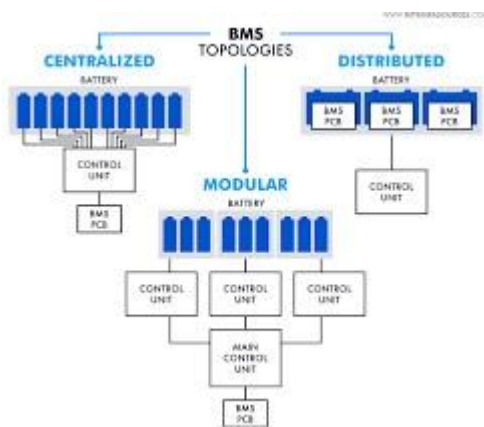 BMS
TOPOLOGIES
CENTRALIZED
BATTERY
CONTROL
UNIT
BMS
PCB
DISTRIBUTED
BATTERY
BMS
PCB
BMS
PCB
BMS
PCB
CONTROL
UNIT
MODULAR
BATTERY
CONTROL
UNIT
CONTROL
UNIT
CONTROL
UNIT
MAIN
CONTROL
UNIT
BMS
PCB